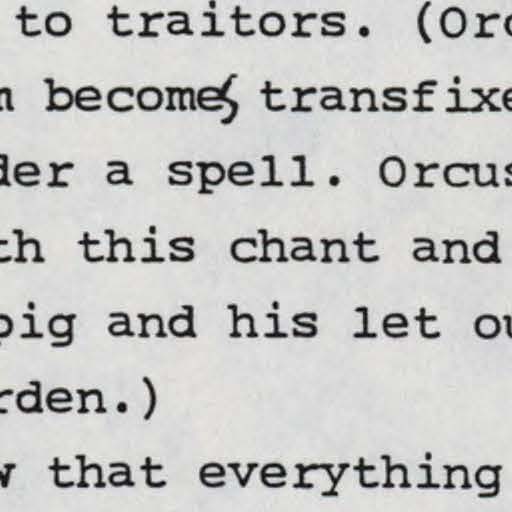 to traitors. (Orc
m becomes transfixe
der a spell. Orcus
th this chant and
pig and his let ou
rden.)
w that everything